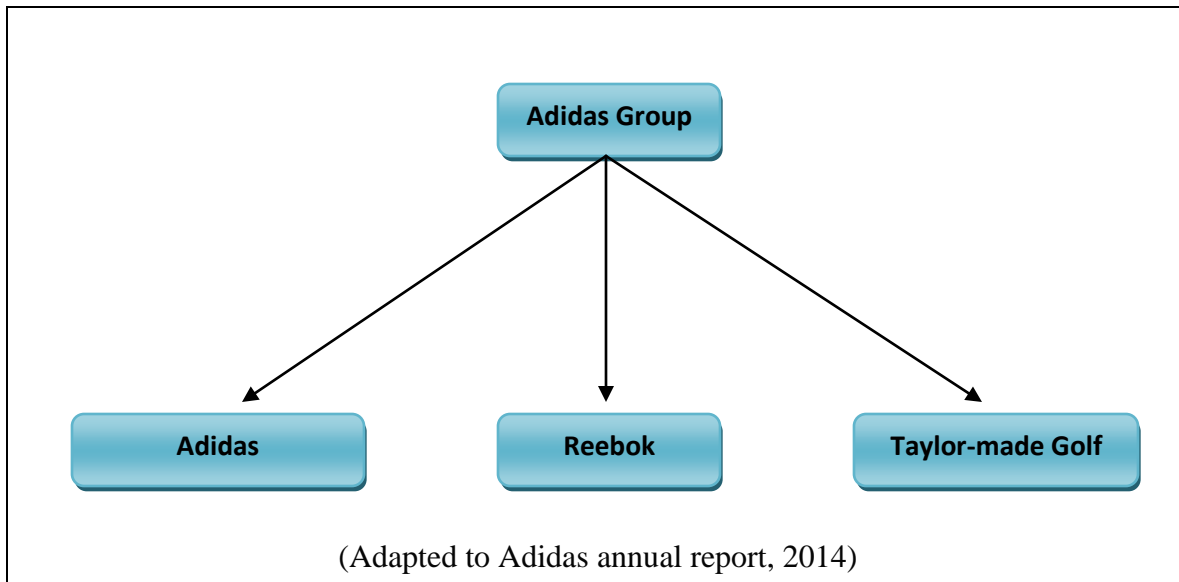 Adidas Group
Adidas
Reebok
Taylor-made Golf
(Adapted to Adidas annual report, 2014)